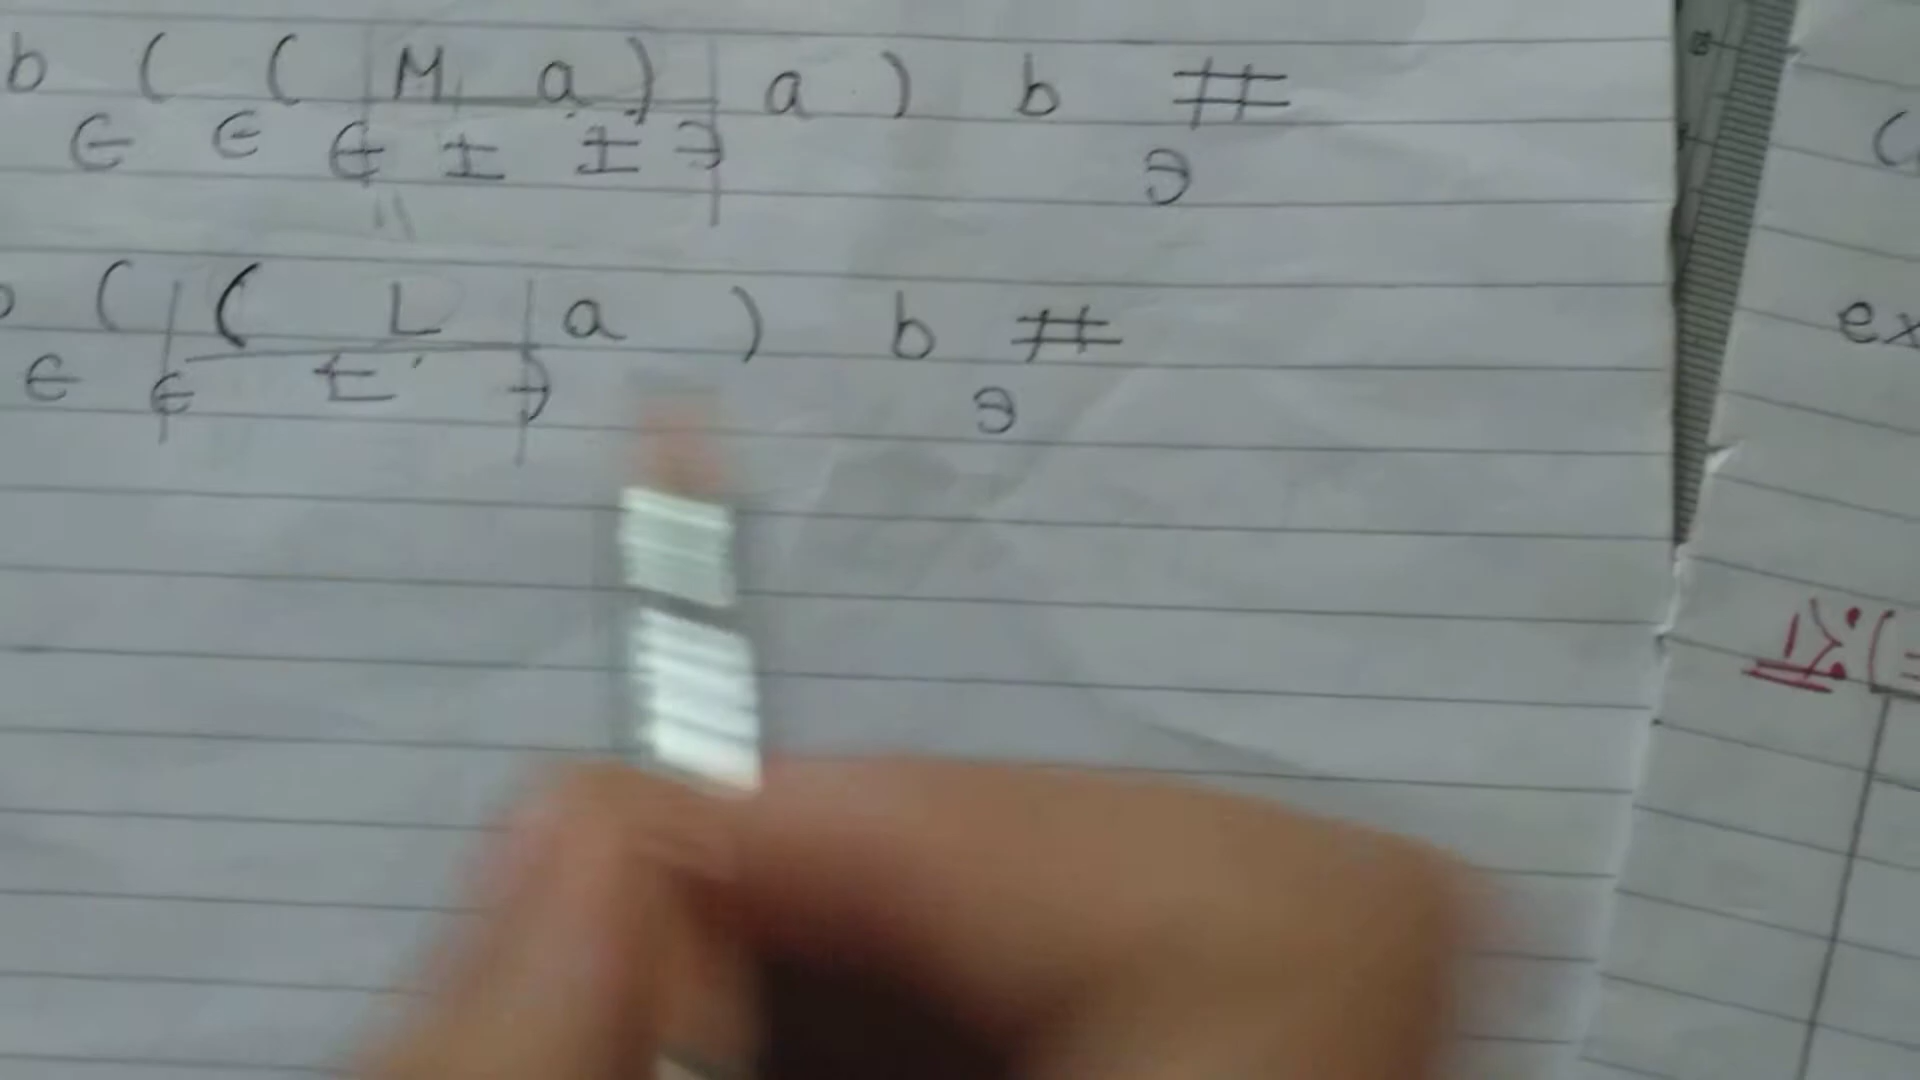 b ( ( M a ) a ) b #
⋲ ∈ ⋲ ± ± ∋ ∋
( ( L a ) b #
∈ ∈ ± ∋ ∋
ex